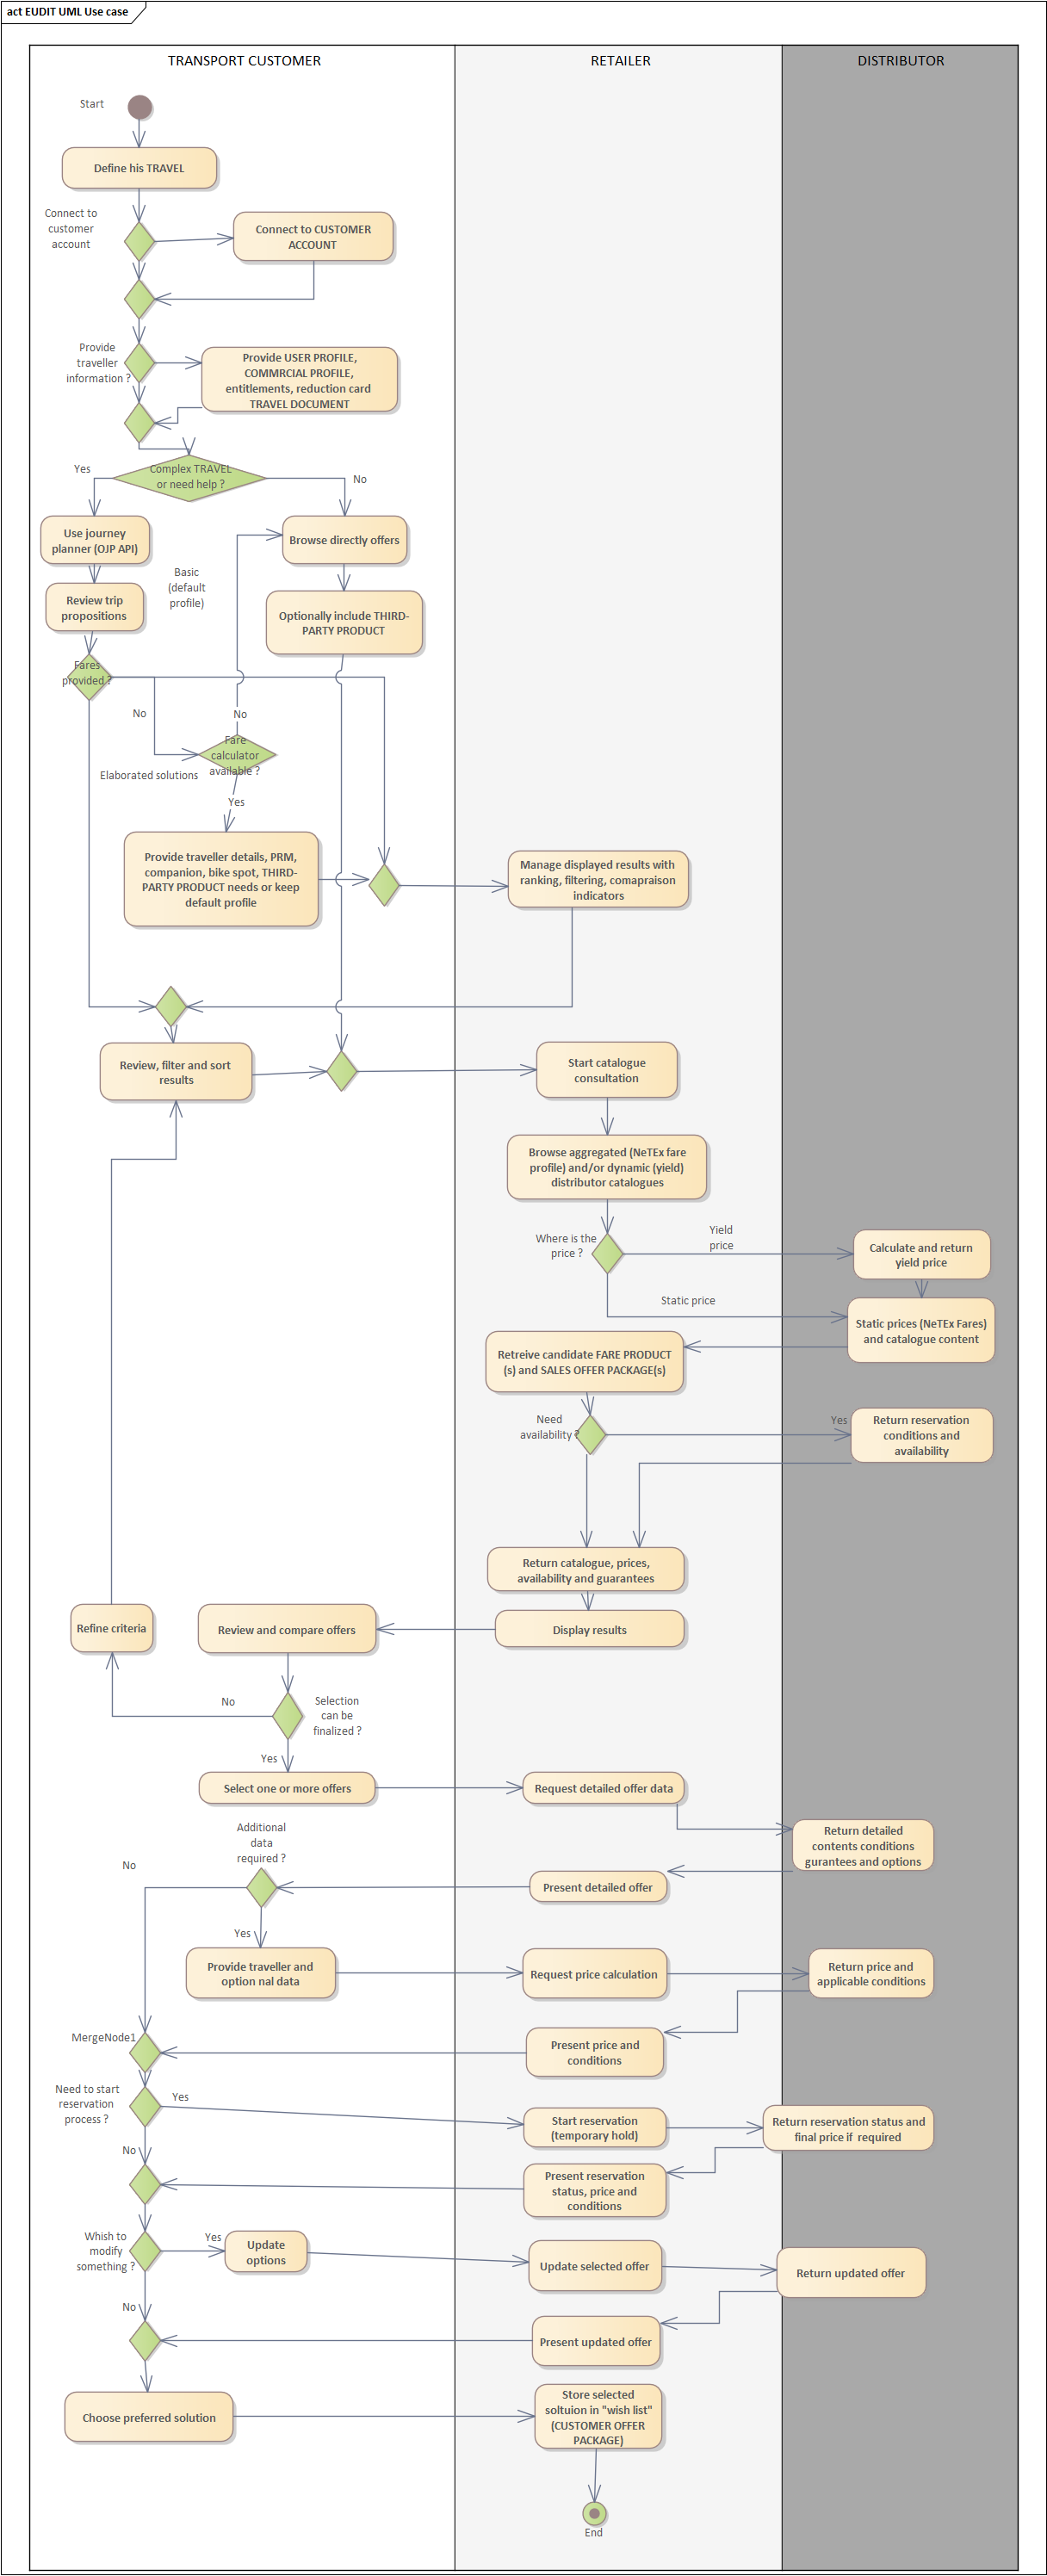 act EUDIT UML Use case
TRANSPORT CUSTOMER
RETAILER
DISTRIBUTOR
Start
Define his TRAVEL
Connect to
customer
account
Connect to CUSTOMER
ACCOUNT
Provide
traveller
information ?
Provide USER PROFILE,
COMMRCIAL PROFILE,
entitlements, reduction card
TRAVEL DOCUMENT
Complex TRAVEL
or need help ?
Yes
No
Use journey
planner (OJP API)
Browse directly offers
Basic
(default
profile)
Review trip
propositions
Optionally include THIRD-
PARTY PRODUCT
Fares
provided ?
No
No
Fare
calculator
available ?
Elaborated solutions
Yes
Provide traveller details, PRM,
companion, bike spot, THIRD-
PARTY PRODUCT needs or keep
default profile
Manage displayed results with
ranking, filtering, comapraison
indicators
Review, filter and sort
results
Start catalogue
consultation
Browse aggregated (NeTEx fare
profile) and/or dynamic (yield)
distributor catalogues
Where is the
price ?
Yield
price
Calculate and return
yield price
Static price
Static prices (NeTEx Fares)
and catalogue content
Retreive candidate FARE PRODUCT
(s) and SALES OFFER PACKAGE(s)
Need
availability ?
Yes
Return reservation
conditions and
availability
Return catalogue, prices,
availability and guarantees
Refine criteria
Review and compare offers
Display results
No
Selection
can be
finalized ?
Yes
Select one or more offers
Request detailed offer data
Additional
data
required ?
Return detailed
contents conditions
gurantees and options
No
Present detailed offer
Yes
Provide traveller and
option nal data
Request price calculation
Return price and
applicable conditions
MergeNode1
Present price and
conditions
Need to start
reservation
process ?
Yes
Start reservation
(temporary hold)
Return reservation status and
final price if required
No
Present reservation
status, price and
conditions
Whish to
modify
something ?
Yes
Update
options
Update selected offer
Return updated offer
No
Present updated offer
Choose preferred solution
Store selected
soltuion in "wish list"
(CUSTOMER OFFER
PACKAGE)
End